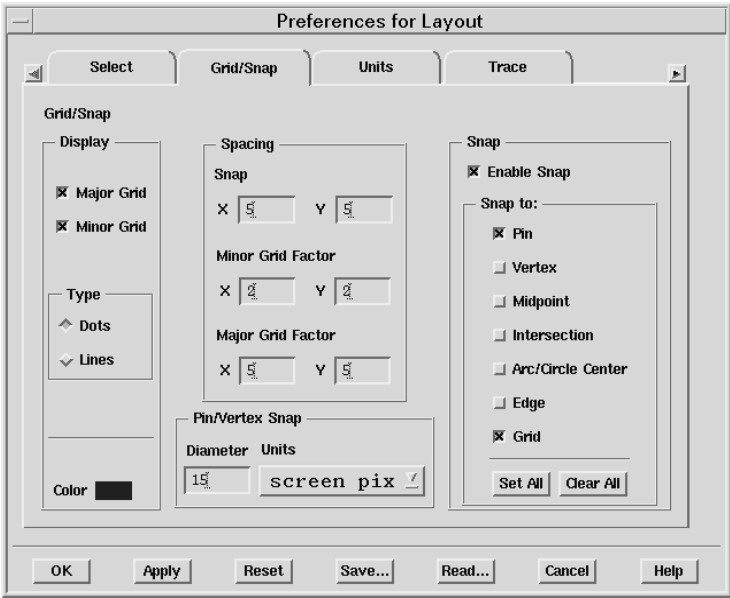 Preferences for Layout
Select Grid/Snap Units Trace
Grid/Snap
Display
Major Grid
Minor Grid
Type
Dots
Lines
Color
Spacing
Snap
X 5 Y 5
Minor Grid Factor
X 2 Y 2
Major Grid Factor
X 5 Y 5
Pin/Vertex Snap
Diameter Units
15 screen pix
Snap
Enable Snap
Snap to:
Pin
Vertex
Midpoint
Intersection
Arc/Circle Center
Edge
Grid
Set All Clear All
OK Apply Reset Save... Read... Cancel Help